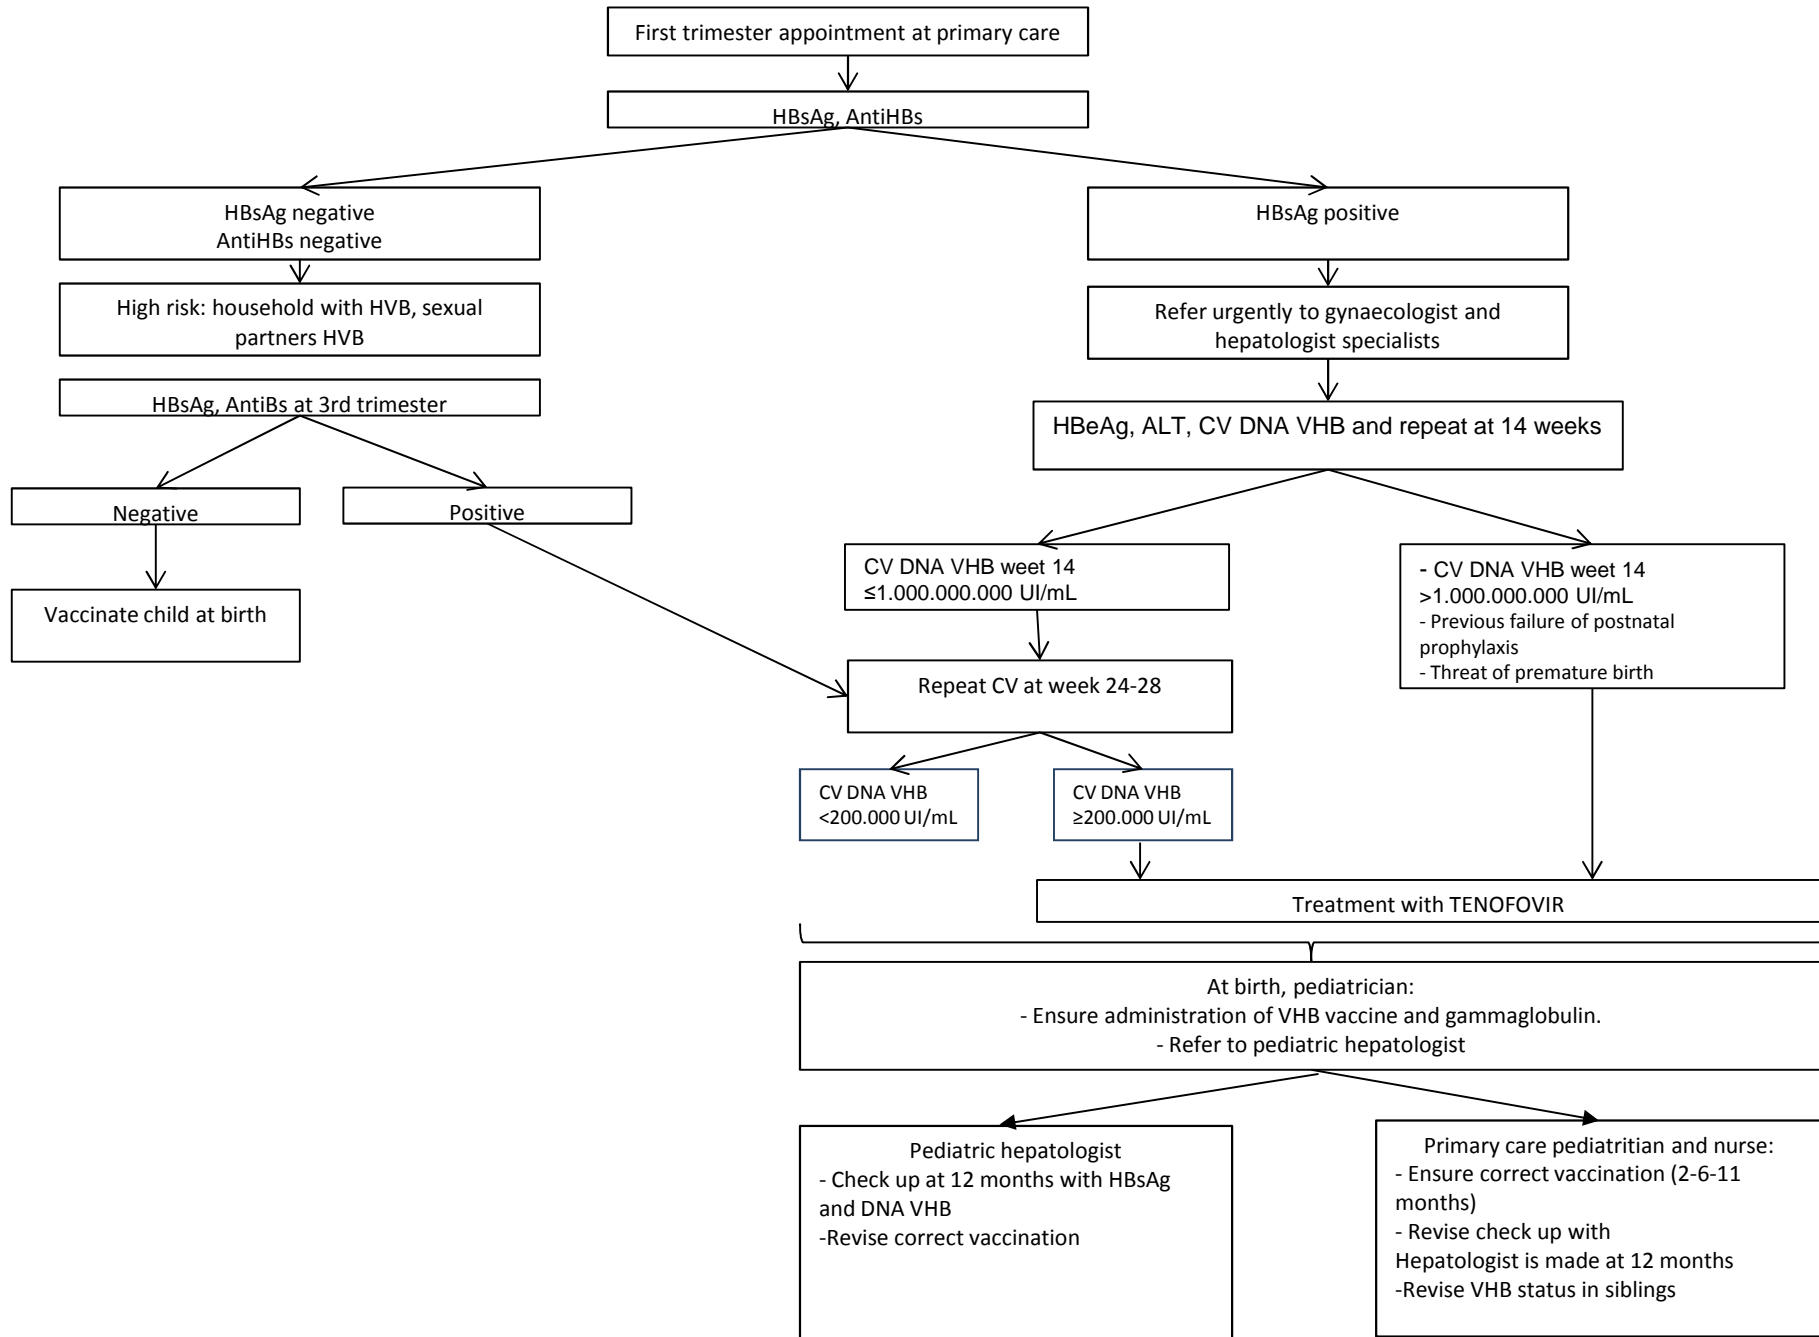 First trimester appointment at primary care
HBsAg, AntiHBs
HBsAg negative
AntiHBs negative
HBsAg positive
High risk: household with HVB, sexual
partners HVB
Refer urgently to gynaecologist and
hepatologist specialists
HBsAg, AntiBs at 3rd trimester
HBeAg, ALT, CV DNA VHB and repeat at 14 weeks
Negative
Positive
CV DNA VHB weet 14
≤1.000.000.000 UI/mL
- CV DNA VHB weet 14
>1.000.000.000 UI/mL
- Previous failure of postnatal
prophylaxis
- Threat of premature birth
Vaccinate child at birth
Repeat CV at week 24-28
CV DNA VHB
<200.000 UI/mL
CV DNA VHB
≥200.000 UI/mL
Treatment with TENOFOVIR
At birth, pediatrician:
- Ensure administration of VHB vaccine and gammaglobulin.
- Refer to pediatric hepatologist
Pediatric hepatologist
- Check up at 12 months with HBsAg
and DNA VHB
-Revise correct vaccination
Primary care pediatritian and nurse:
- Ensure correct vaccination (2-6-11
months)
- Revise check up with
Hepatologist is made at 12 months
-Revise VHB status in siblings